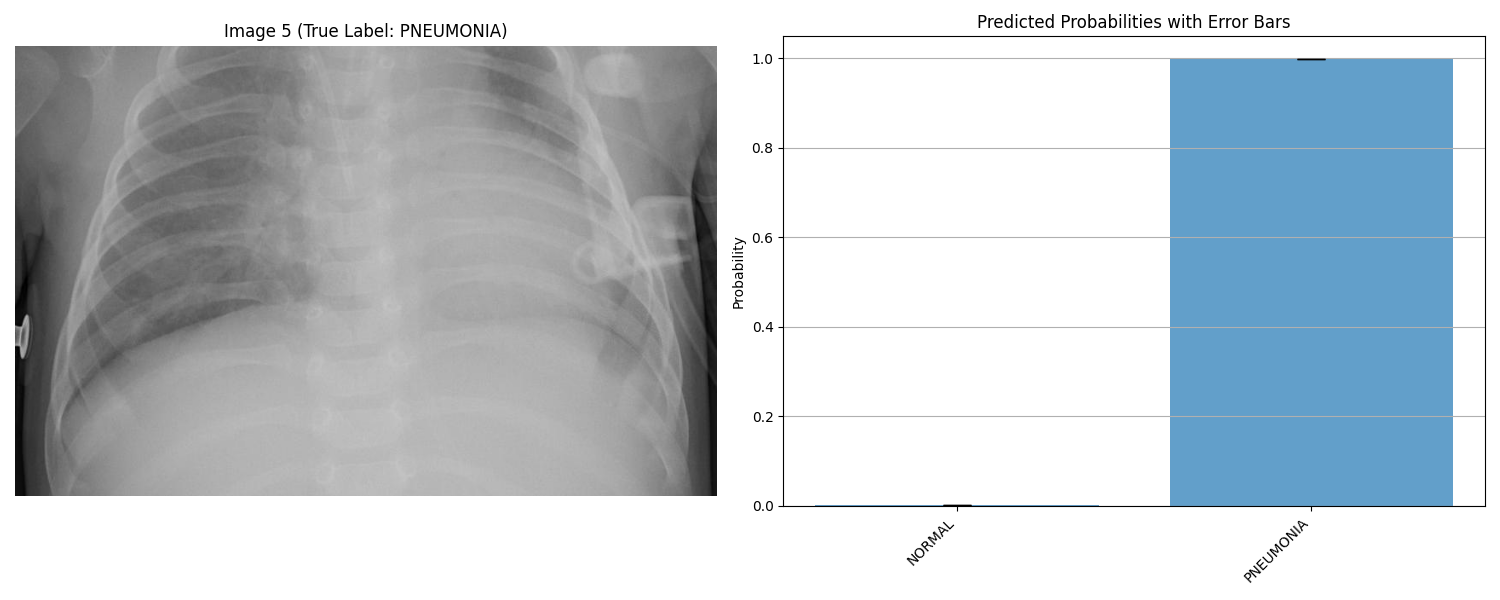 Image 5 (True Label: PNEUMONIA)
Predicted Probabilities with Error Bars
Probability
1.0
0.8
0.6
0.4
0.2
0.0
NORMAL
PNEUMONIA